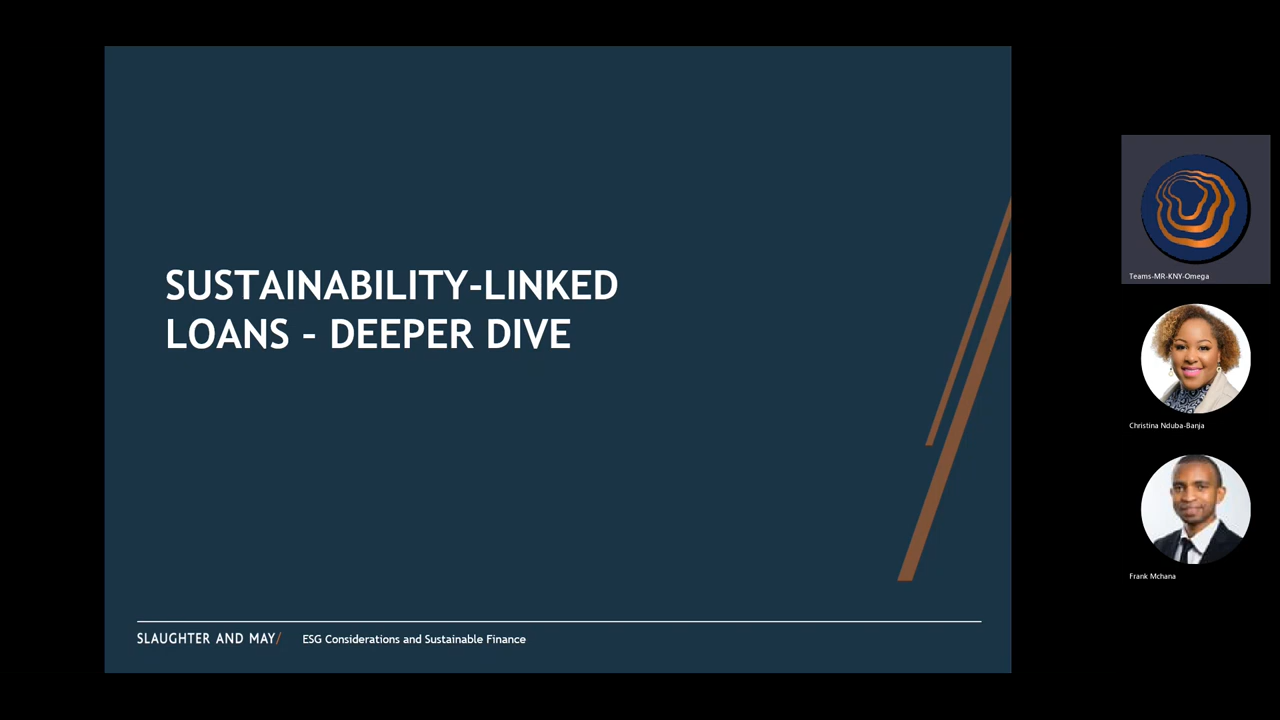 SUSTAINABILITY-LINKED
LOANS – DEEPER DIVE
SLAUGHTER AND MAY/ ESG Considerations and Sustainable Finance
Teams-MR-KNY-Omega
Christina Nduba-Banja
Frank Mchana